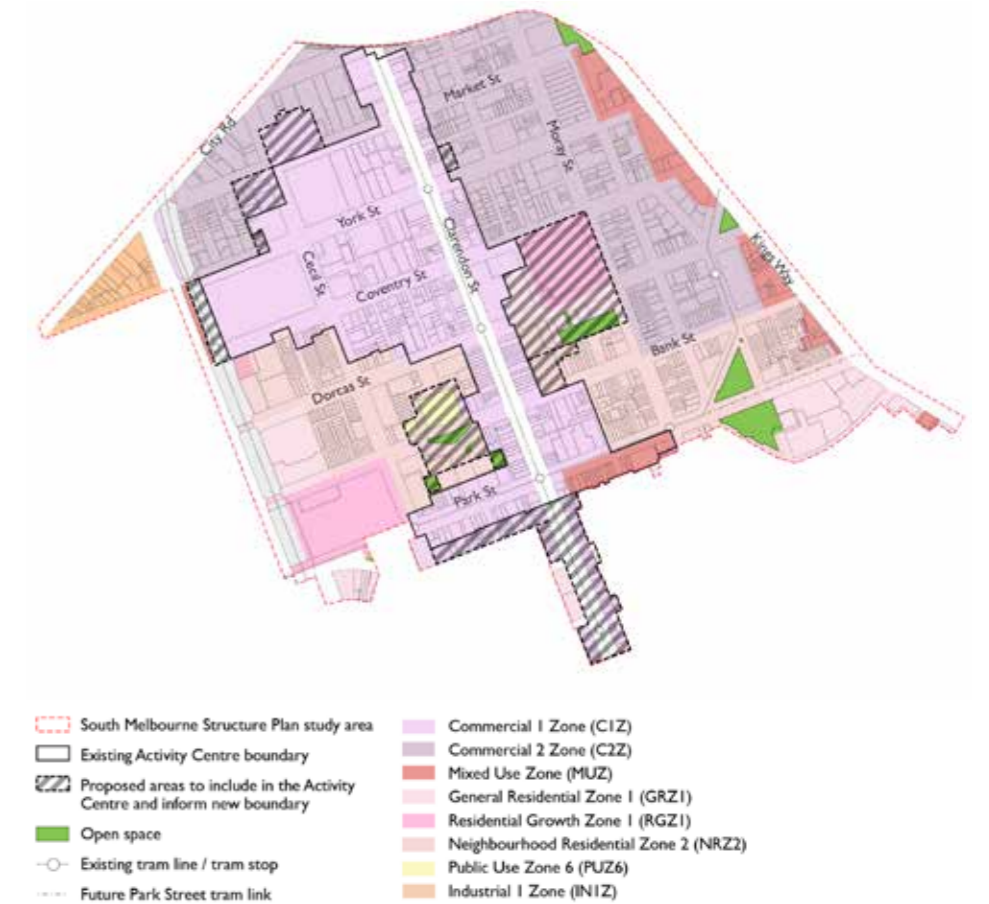 Market St
City Rd
Moray St
York St
Clarendon St
Kings Way
Cecil St
Coventry St
Bank St
Dorcas St
Park St
South Melbourne Structure Plan study area
Existing Activity Centre boundary
Proposed areas to include in the Activity
Centre and inform new boundary
Open space
Existing tram line / tram stop
Future Park Street tram link
Commercial 1 Zone (C1Z)
Commercial 2 Zone (C2Z)
Mixed Use Zone (MUZ)
General Residential Zone 1 (GRZ1)
Residential Growth Zone 1 (RGZ1)
Neighbourhood Residential Zone 2 (NRZ2)
Public Use Zone 6 (PUZ6)
Industrial 1 Zone (IN1Z)